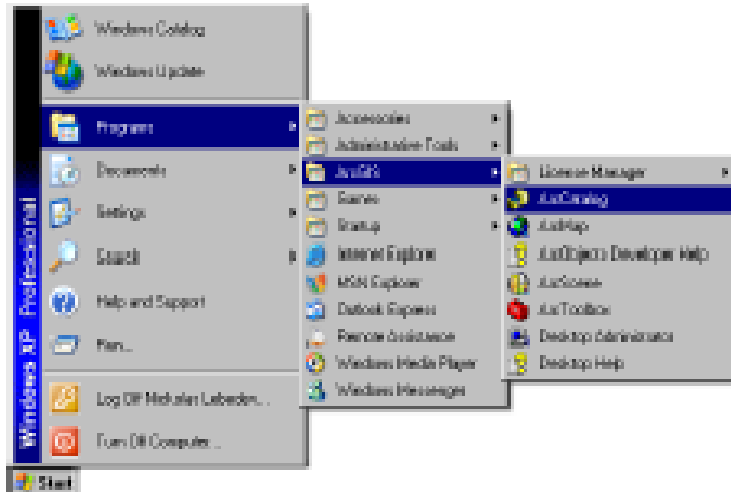 Windows Catalog
Windows Update
Programs
Documents
Settings
Search
Help and Support
Run...
Log Off Nicholas
Turn Off Computer...
Windows XP Professional
Start
Accessories
Administrative Tools
ArcGIS
Games
Startup
Internet Explorer
MSN Explorer
Outlook Express
Remote Assistance
Windows Media Player
Windows Messenger
License Manager
ArcCatalog
ArcMap
ArcObjects Developer Help
ArcScene
ArcToolbox
Desktop Administrator
Desktop Help